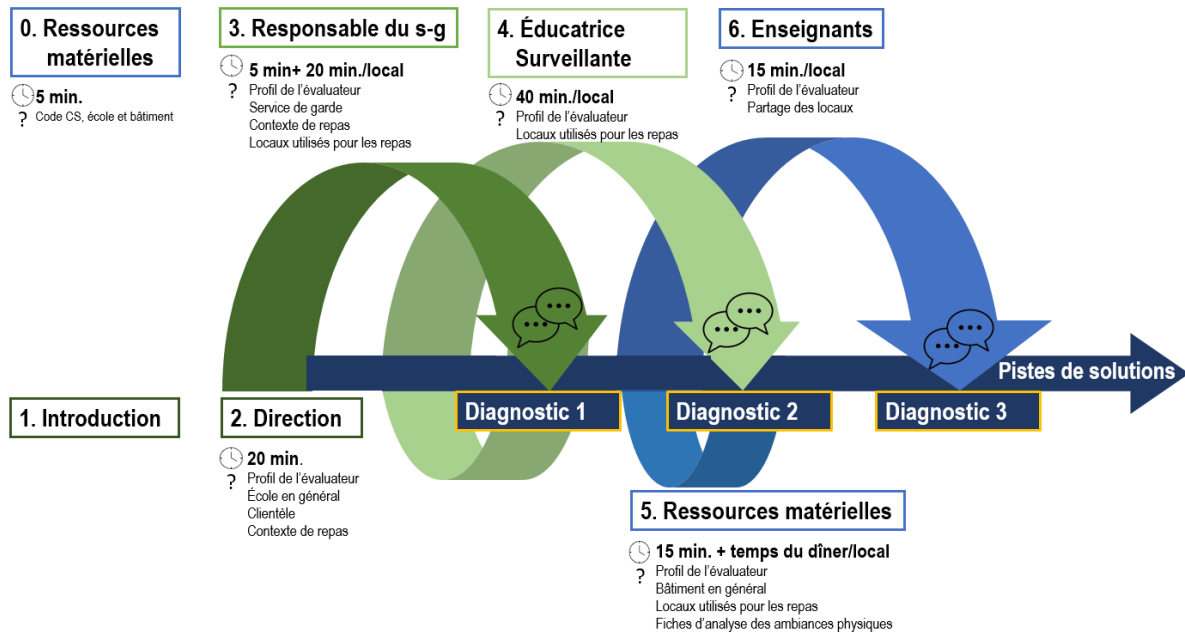 0. Ressources
matérielles
5 min.
? Code CS, école et bâtiment
3. Responsable du s-g
5 min+ 20 min./local
? Profil de l'évaluateur
Service de garde
Contexte de repas
Locaux utilisés pour les repas
4. Éducatrice
Surveillante
40 min./local
? Profil de l'évaluateur
Locaux utilisés pour les repas
6. Enseignants
15 min./local
? Profil de l'évaluateur
Partage des locaux
Pistes de solutions
1. Introduction
2. Direction
20 min.
? Profil de l'évaluateur
École en général
Clientèle
Contexte de repas
Diagnostic 1
Diagnostic 2
Diagnostic 3
5. Ressources matérielles
15 min. + temps du dîner/local
? Profil de l'évaluateur
Bâtiment en général
Locaux utilisés pour les repas
Fiches d'analyse des ambiances physiques